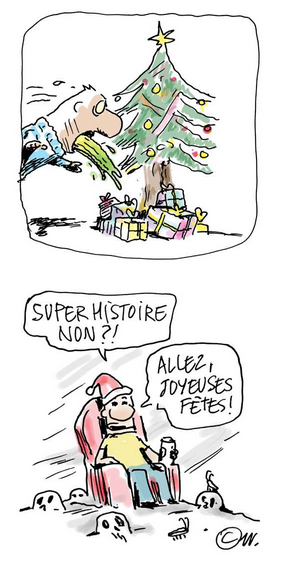 SUPER HISTOIRE
NON ?!
ALLEZ,
JOYEUSES
FÊTES !